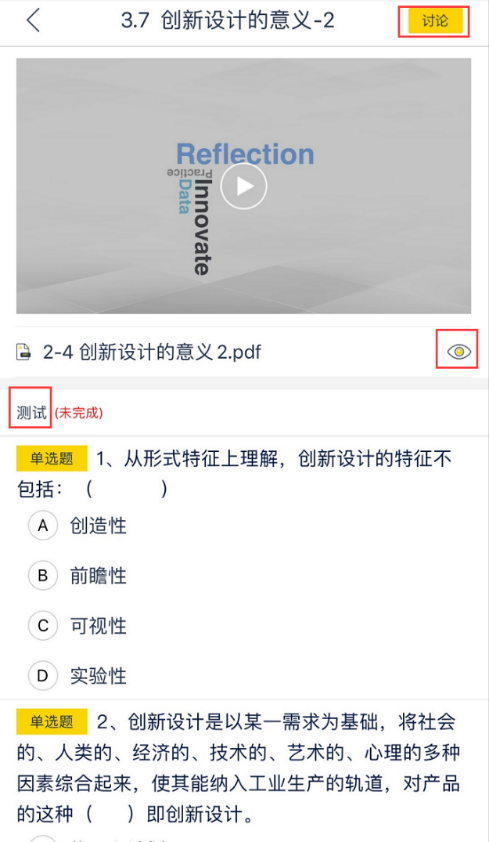 3.7 创新设计的意义-2
讨论
Reflection
Practice
Data
Innovate
2-4 创新设计的意义 2.pdf
测试 (未完成)
单选题 1、从形式特征上理解，创新设计的特征不
包括：（ ）
A 创造性
B 前瞻性
C 可视性
D 实验性
单选题 2、创新设计是以某一需求为基础，将社会
的、人类的、经济的、技术的、艺术的、心理的多种
因素综合起来，使其能纳入工业生产的轨道，对产品
的这种（ ）即创新设计。